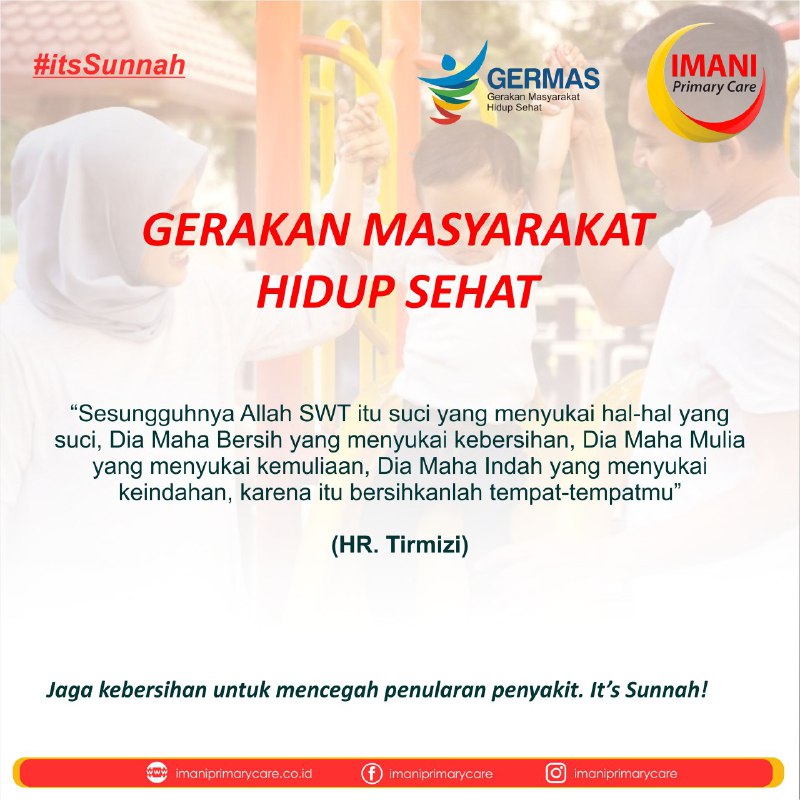 #itsSunnah
GERMAS
Gerakan Masyarakat
Hidup Sehat
IMANI
Primary Care
GERAKAN MASYARAKAT
HIDUP SEHAT
“Sesungguhnya Allah SWT itu suci yang menyukai hal-hal yang
suci, Dia Maha Bersih yang menyukai kebersihan, Dia Maha Mulia
yang menyukai kemuliaan, Dia Maha Indah yang menyukai
keindahan, karena itu bersihkanlah tempat-tempatmu”
(HR. Tirmizi)
Jaga kebersihan untuk mencegah penularan penyakit. It’s Sunnah!
www imaniprimarycare.co.id f imaniprimarycare imaniprimarycare